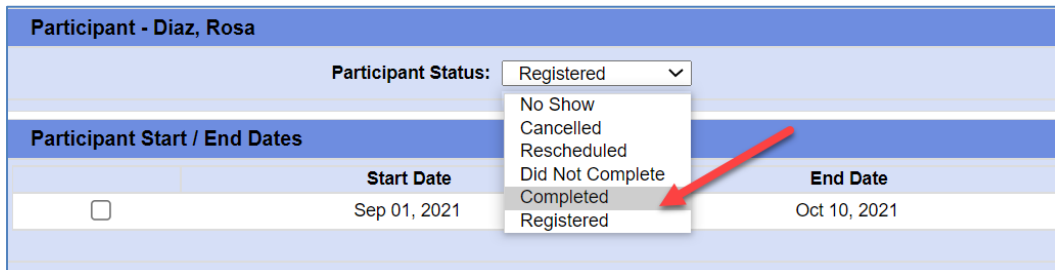 Participant - Diaz, Rosa
Participant Status: Registered
No Show
Cancelled
Rescheduled
Did Not Complete
Completed
Registered
Participant Start / End Dates
Start Date End Date
Sep 01, 2021 Oct 10, 2021